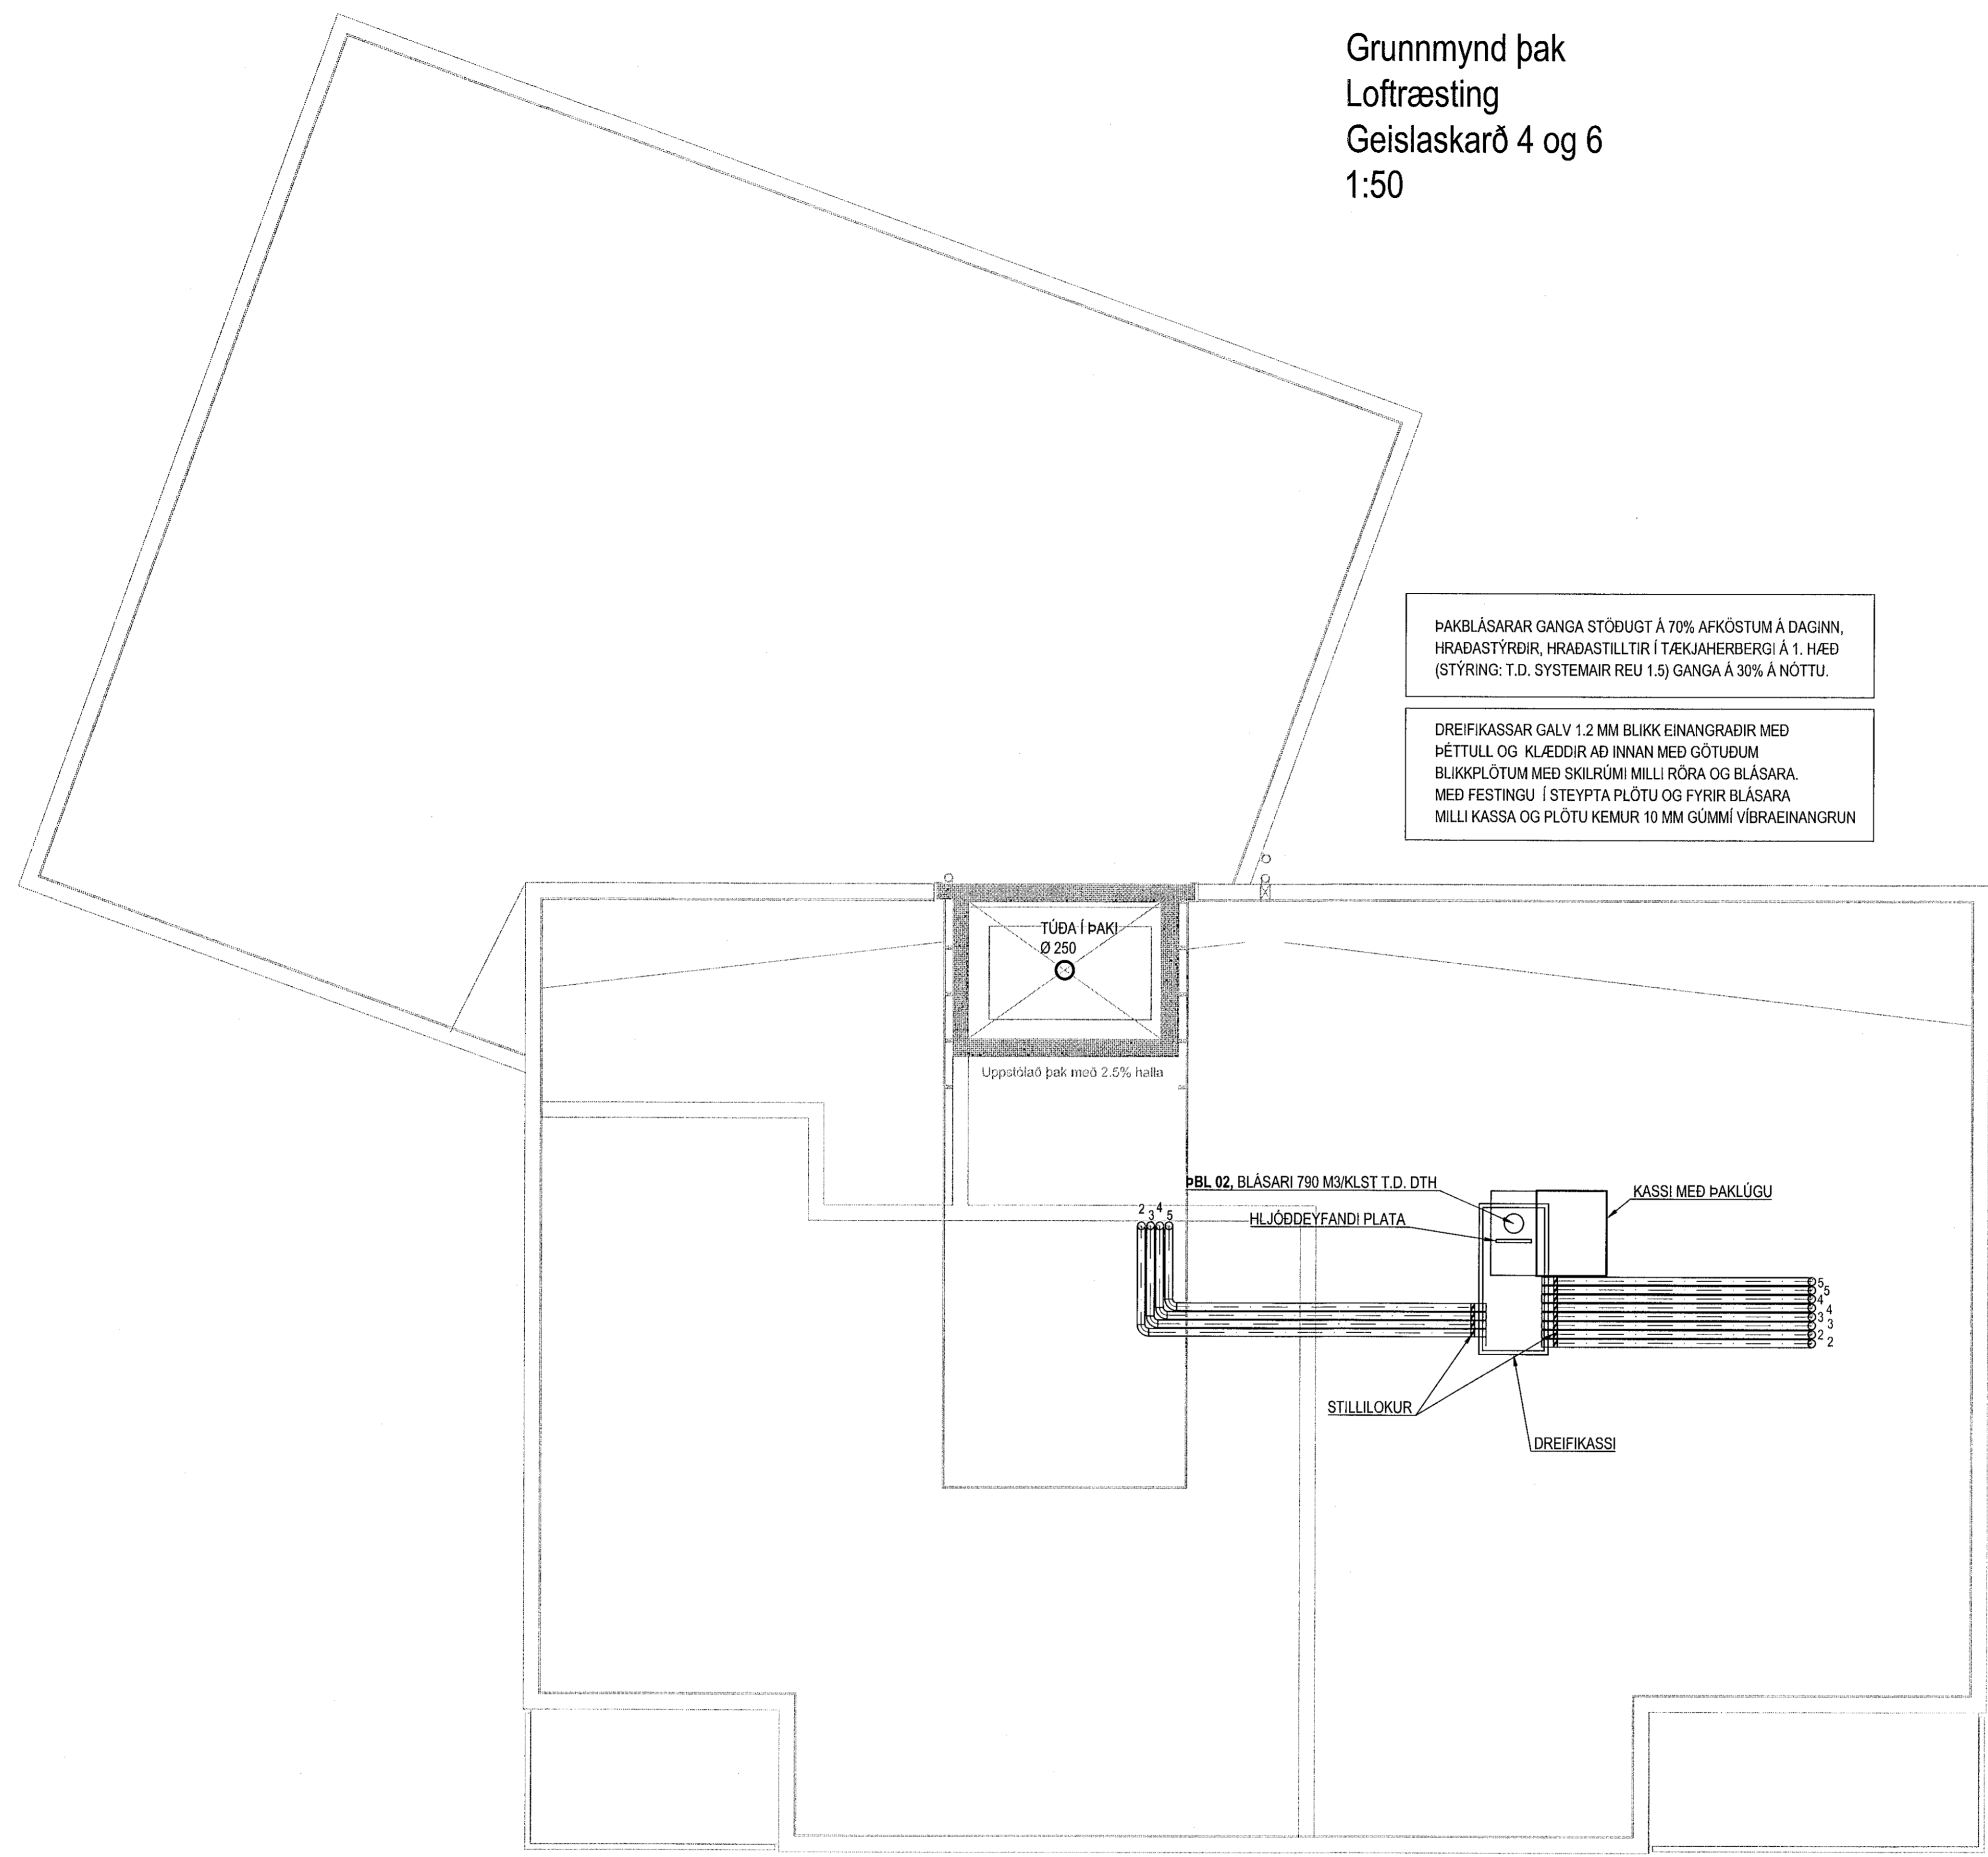 Grunnmynd þak
Loftræsting
Geislaskarð 4 og 6
1:50
ÞAKBLÁSARAR GANGA STÖÐUGT Á 70% AFKÖSTUM Á DAGINN,
HRAÐASTÝRÐIR, HRAÐASTILLTIR Í TÆKJAHERBERGI Á 1. HÆÐ
(STÝRING: T.D. SYSTEMAIR REU 1.5) GANGA Á 30% Á NÓTTU.
DREIFIKASSAR GALV 1.2 MM BLIKK EINANGRAÐIR MEÐ
ÞÉTTULL OG KLÆDDIR AÐ INNAN MEÐ GÖTUÐUM
BLIKKPLÖTUM MEÐ SKILRÚMI MILLI RÖRA OG BLÁSARA.
MEÐ FESTINGU Í STEYPTA PLÖTU OG FYRIR BLÁSARA
MILLI KASSA OG PLÖTU KEMUR 10 MM GÚMMÍ VÍBRAEINANGRUN
TÚÐA Í ÞAKI
Ø 250
Uppstólað þak með 2.5% halla
ÞBL 02, BLÁSARI 790 M3/KLST T.D. DTH
KASSI MEÐ ÞAKLÚGU
2 3 4 5
HLJÓÐDEYFANDI PLATA
5
5
4
4
3
3
2
2
STILLILOKUR
DREIFIKASSI